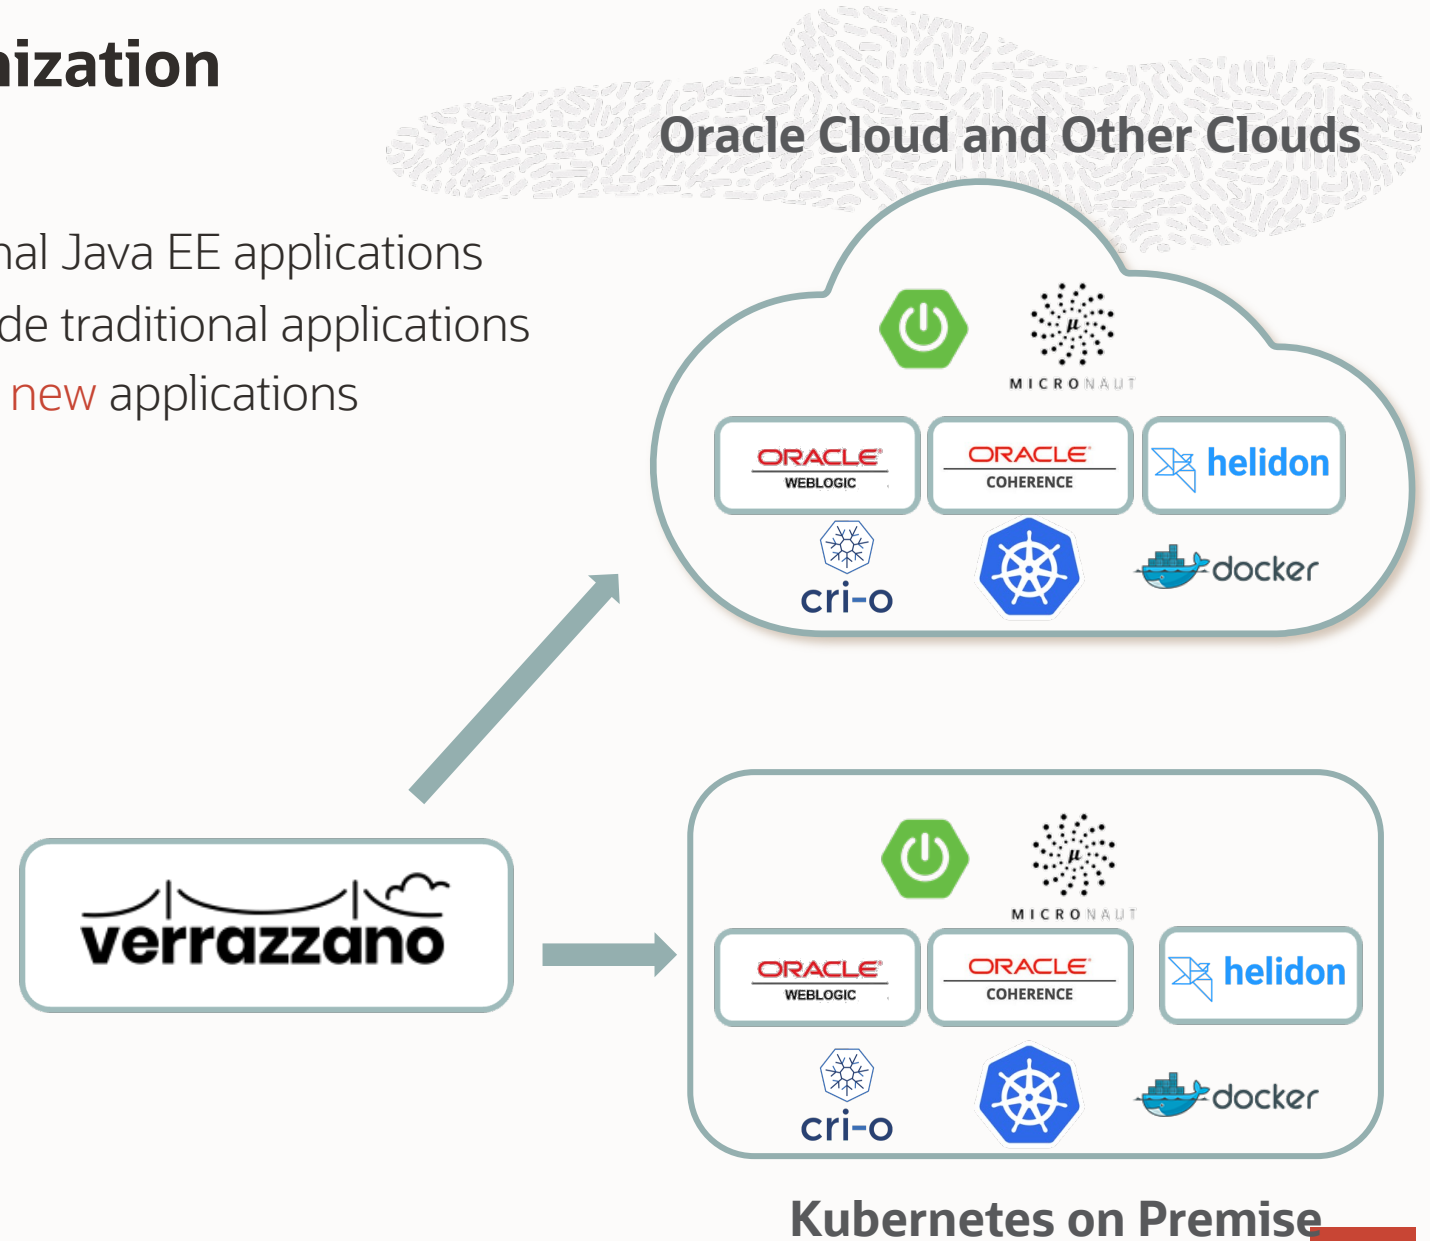 nization
Oracle Cloud and Other Clouds
nal Java EE applications
de traditional applications
new applications
μ
MICRONAUT
ORACLE®
WEBLOGIC
ORACLE®
COHERENCE
helidon
cri-o
docker
verrazzano
μ
MICRONAUT
ORACLE®
WEBLOGIC
ORACLE®
COHERENCE
helidon
cri-o
docker
Kubernetes on Premise